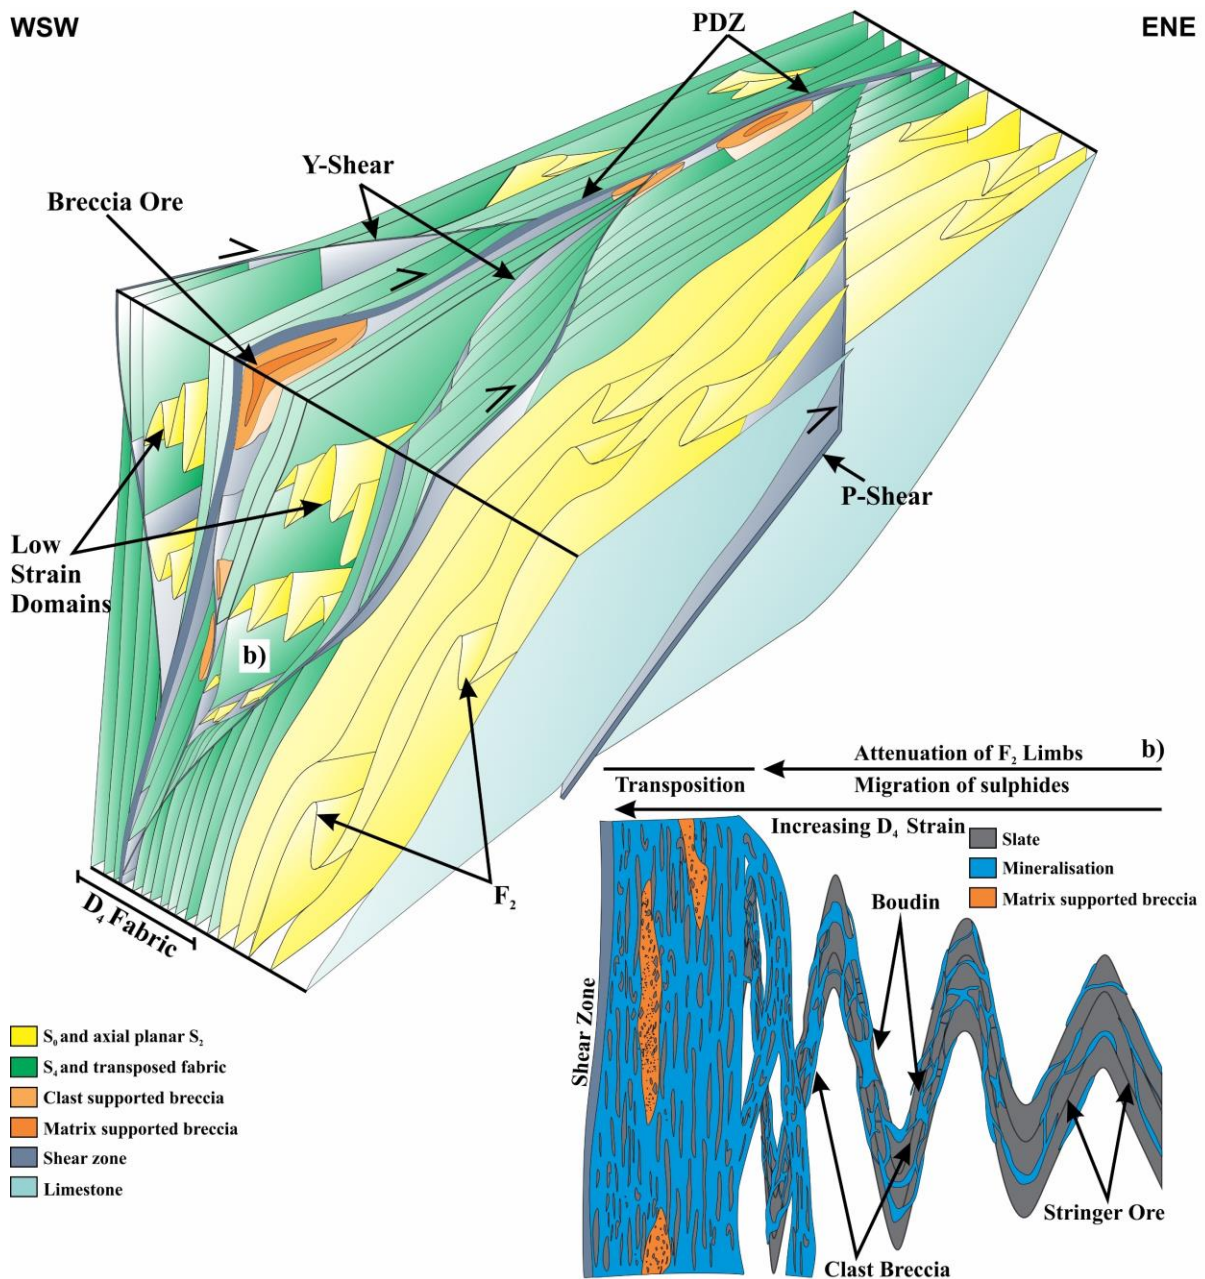 WSW
ENE
PDZ
Y-Shear
Breccia Ore
P-Shear
Low
Strain
Domains
b)
F₂
D₄ Fabric
b)
Attenuation of F₂ Limbs
Transposition
Migration of sulphides
Increasing D₄ Strain
Slate
Mineralisation
Matrix supported breccia
Boudin
Shear Zone
Stringer Ore
Clast Breccia
S₀ and axial planar S₂
S₄ and transposed fabric
Clast supported breccia
Matrix supported breccia
Shear zone
Limestone